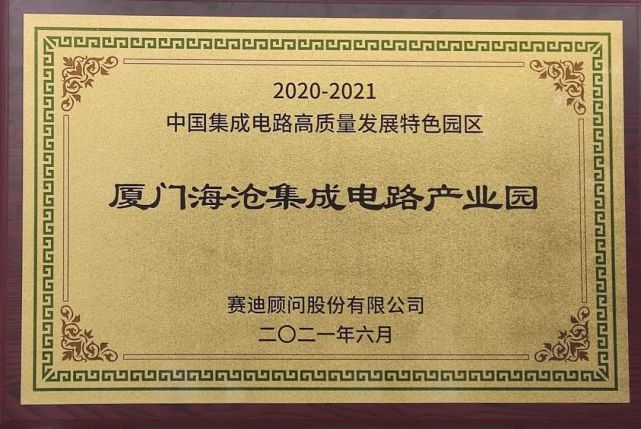 2020-2021
中国集成电路高质量发展特色园区
厦门海沧集成电路产业园
赛迪顾问股份有限公司
二〇二一年六月